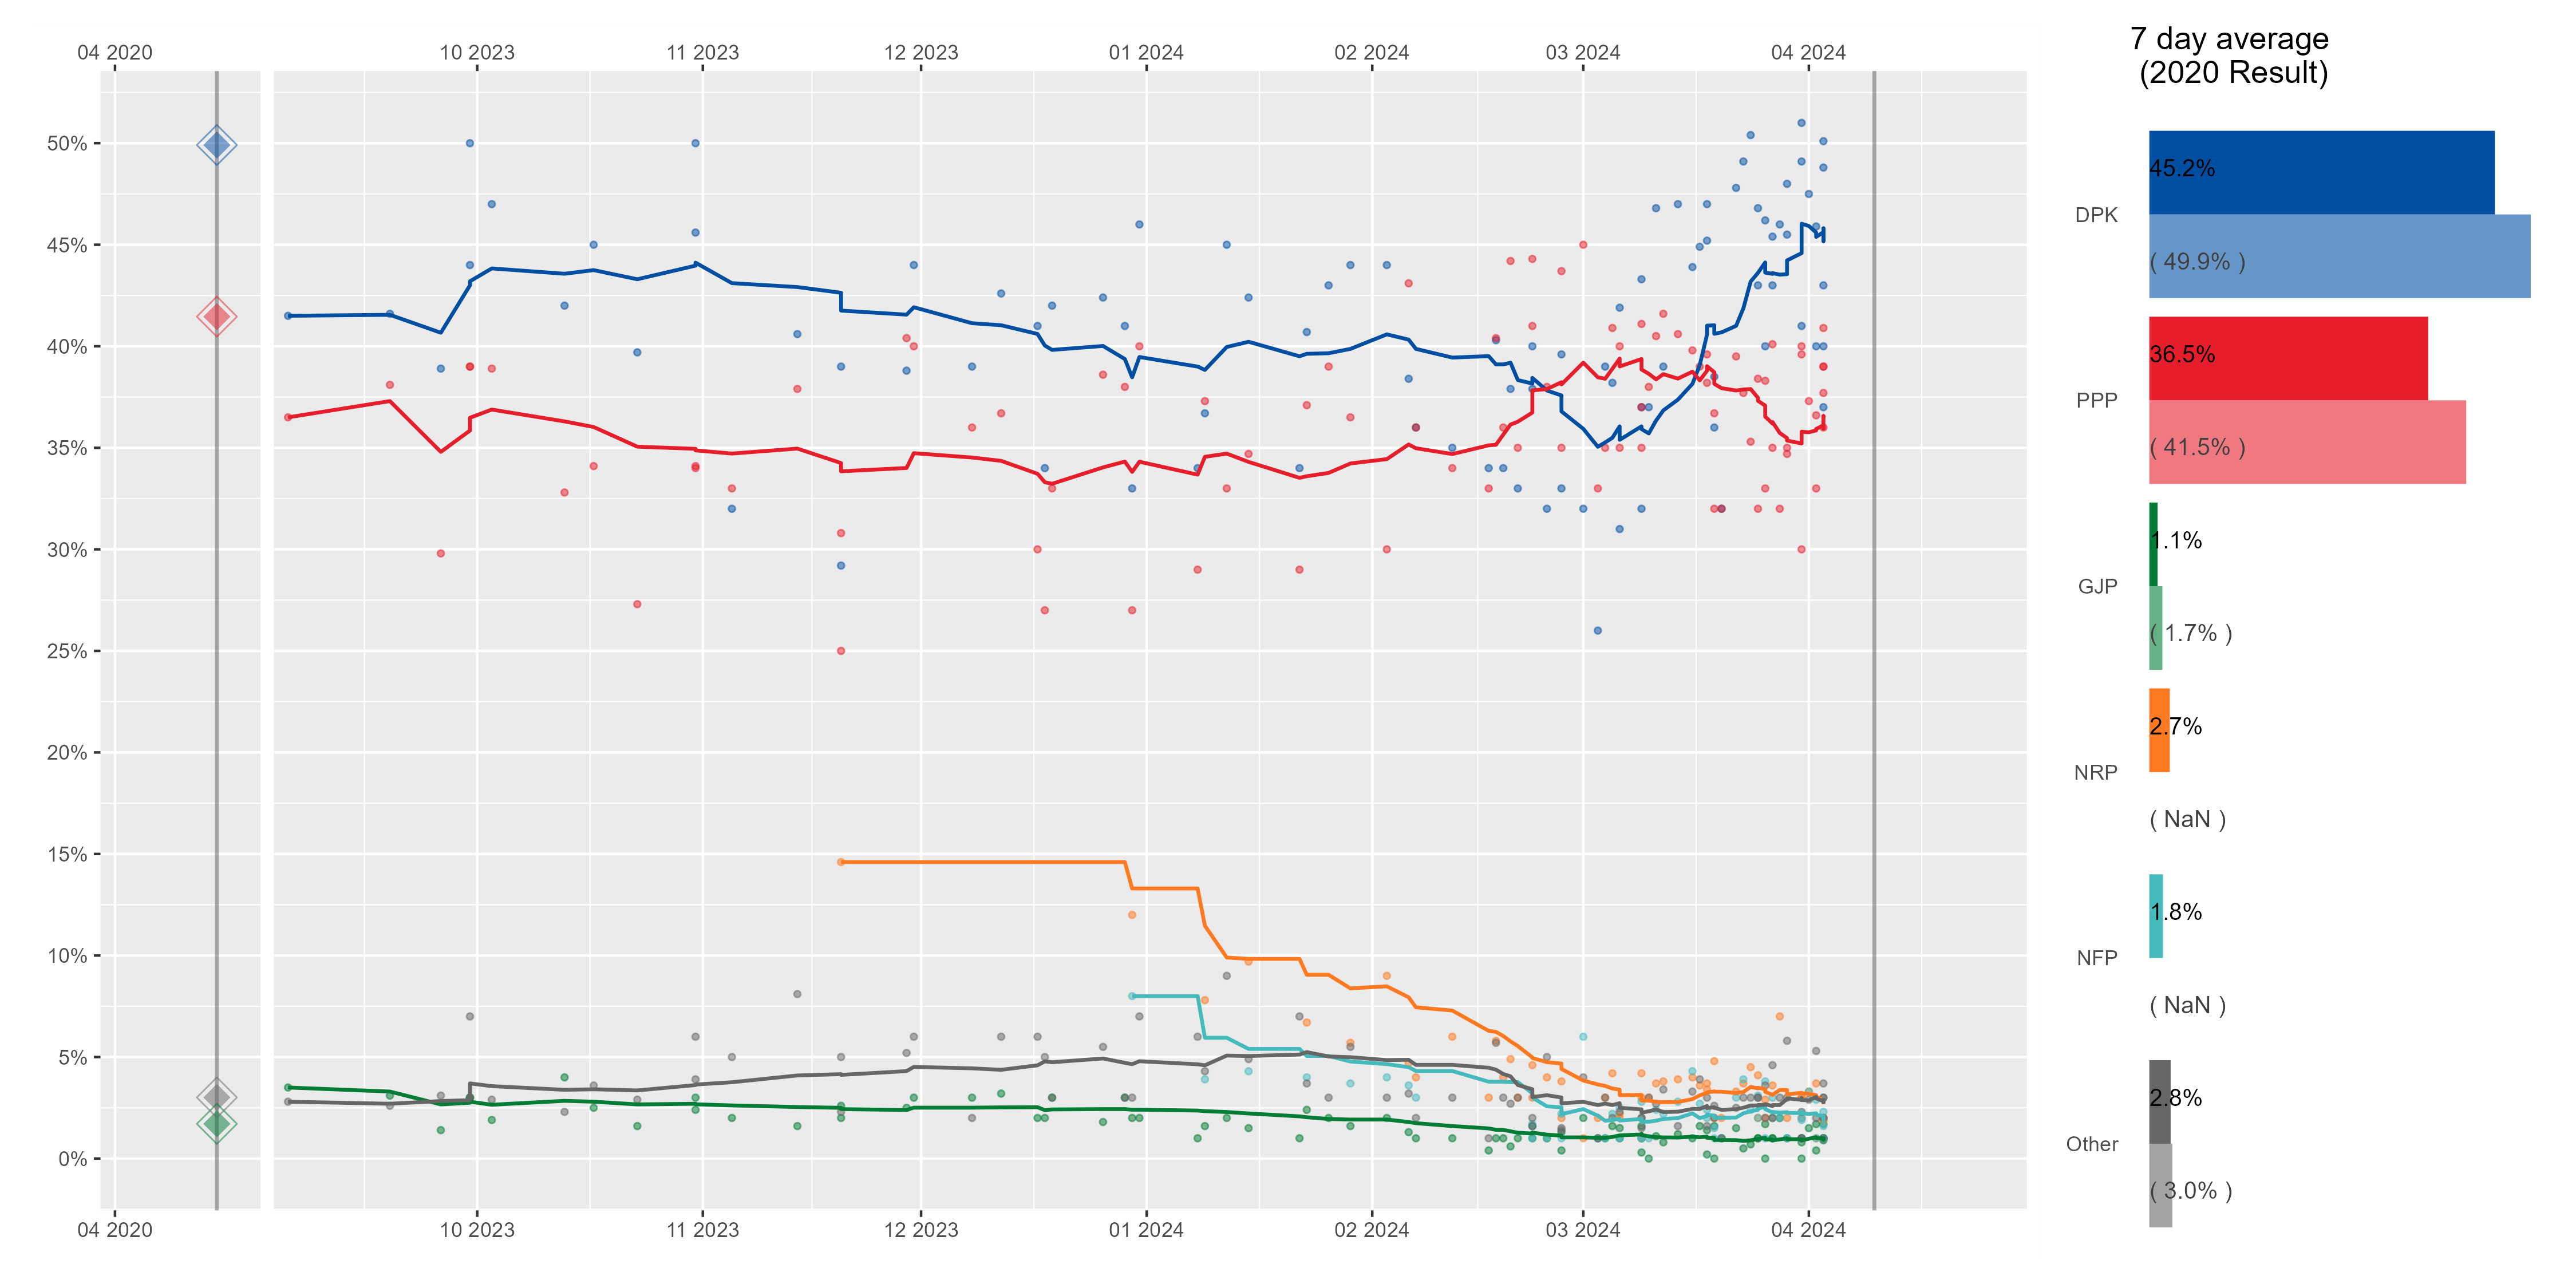 04 2020 10 2023 11 2023 12 2023 01 2024 02 2024 03 2024 04 2024
50%
45%
40%
35%
30%
25%
20%
15%
10%
5%
0%
04 2020 10 2023 11 2023 12 2023 01 2024 02 2024 03 2024 04 2024
7 day average
(2020 Result)
DPK
45.2%
( 49.9% )
PPP
36.5%
( 41.5% )
GJP
1.1%
( 1.7% )
NRP
2.7%
( NaN )
NFP
1.8%
( NaN )
Other
2.8%
( 3.0% )